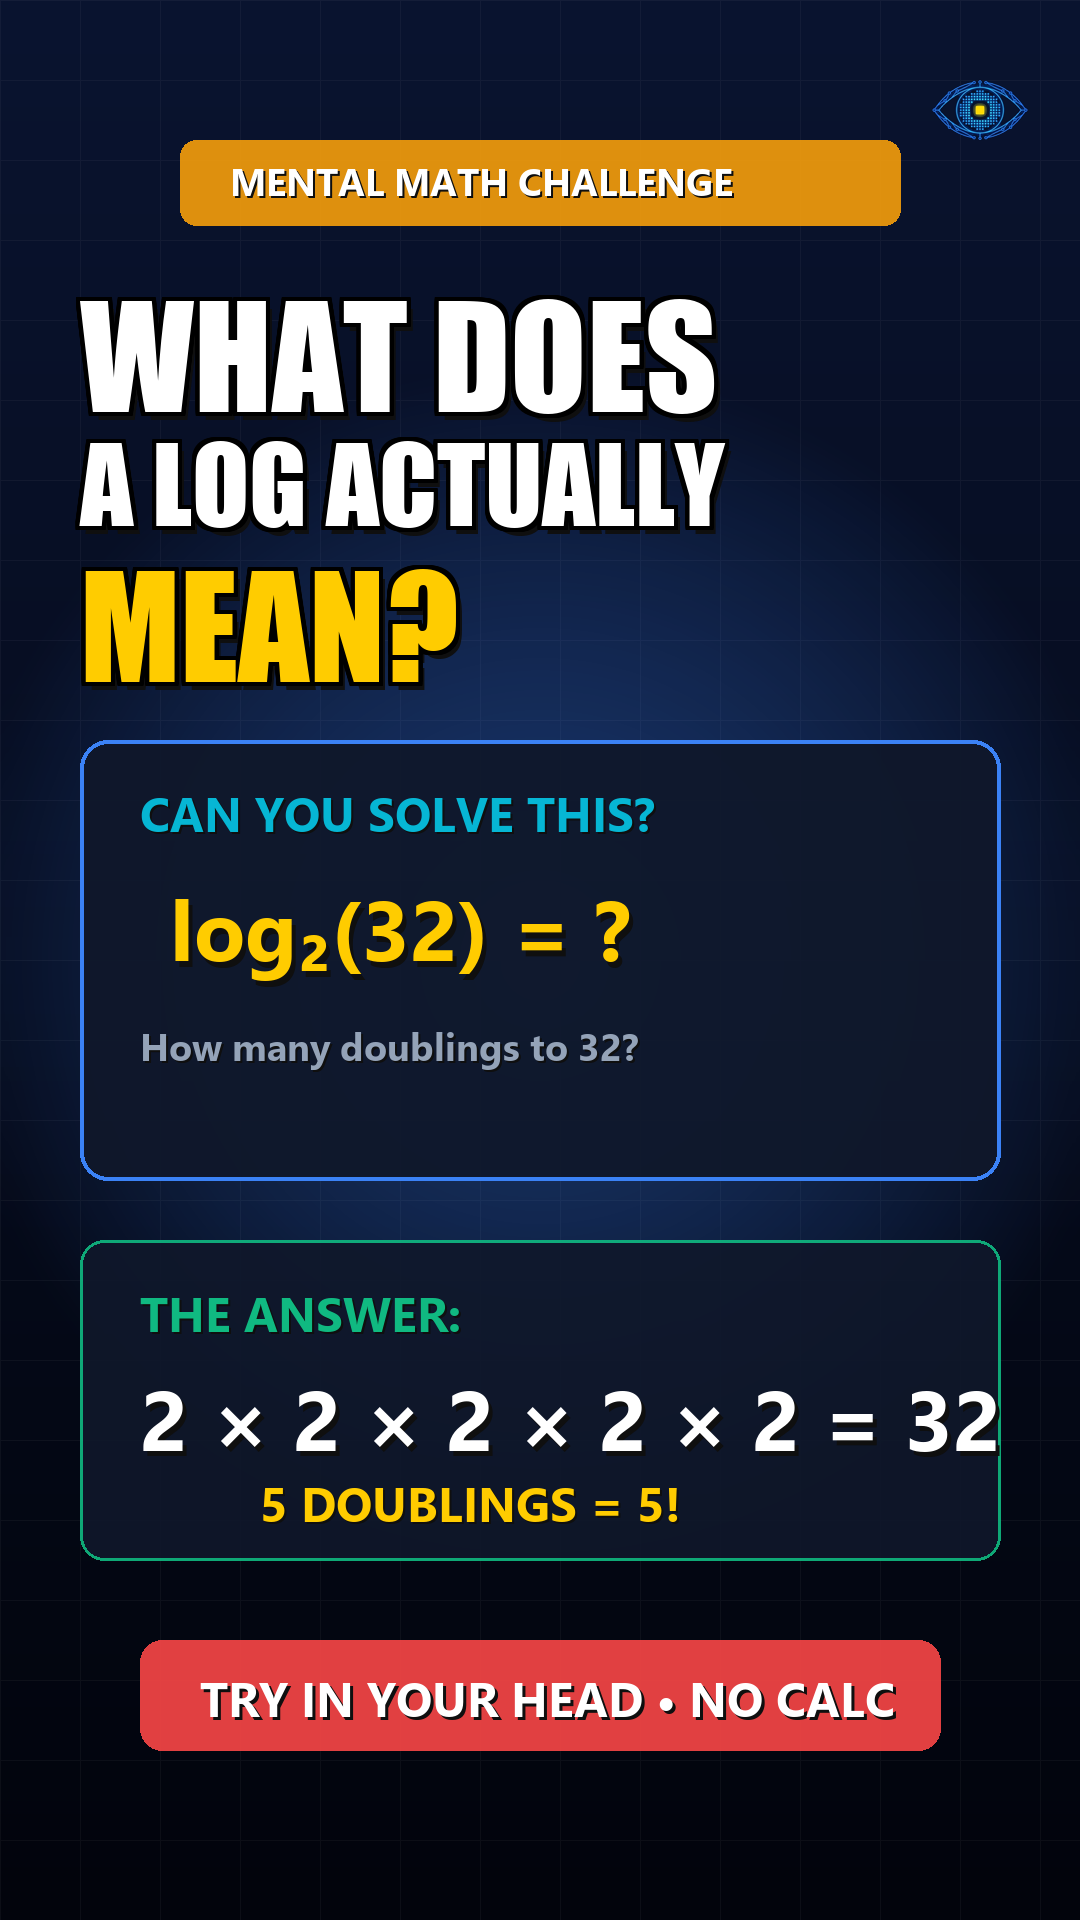 MENTAL MATH CHALLENGE
WHAT DOES
A LOG ACTUALLY
MEAN?
CAN YOU SOLVE THIS?
log₂(32) = ?
How many doublings to 32?
THE ANSWER:
2 × 2 × 2 × 2 × 2 = 32
5 DOUBLINGS = 5!
TRY IN YOUR HEAD • NO CALC